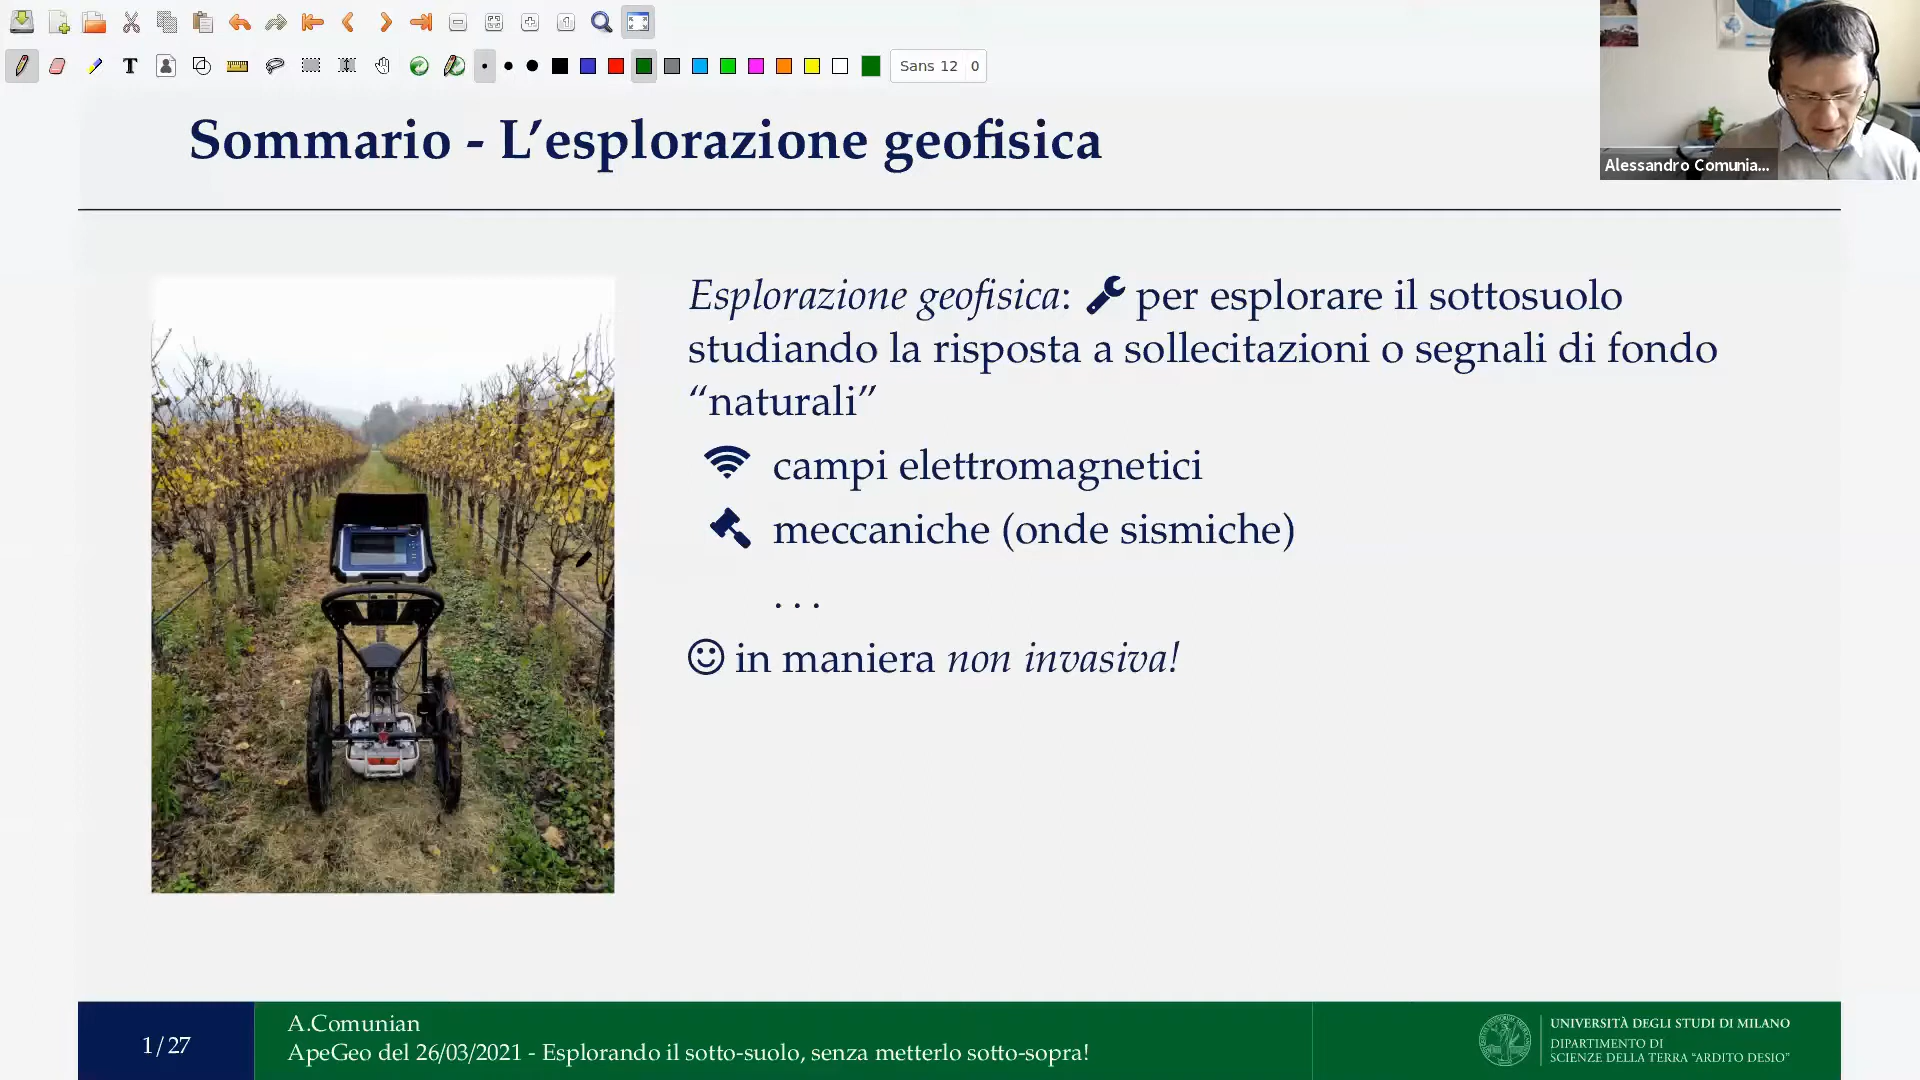 T
Sans 12 0
Sommario - L’esplorazione geofisica
Alessandro Comunia...
Esplorazione geofisica: per esplorare il sottosuolo
studiando la risposta a sollecitazioni o segnali di fondo
“naturali”
campi elettromagnetici
meccaniche (onde sismiche)
. . .
in maniera non invasiva!
1/27
A.Comunian
ApeGeo del 26/03/2021 - Esplorando il sotto-suolo, senza metterlo sotto-sopra!
UNIVERSITÀ DEGLI STUDI DI MILANO
DIPARTIMENTO DI
SCIENZE DELLA TERRA “ARDITO DESIO”